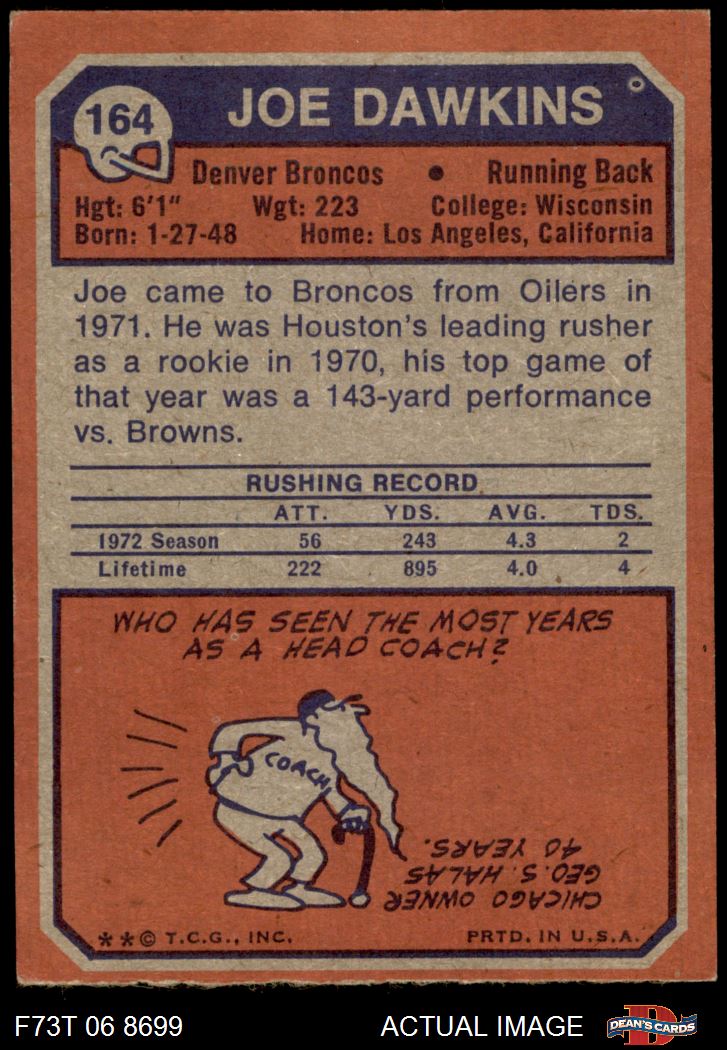 164
JOE DAWKINS
Denver Broncos • Running Back
Hgt: 6'1" Wgt: 223 College: Wisconsin
Born: 1-27-48 Home: Los Angeles, California
Joe came to Broncos from Oilers in
1971. He was Houston's leading rusher
as a rookie in 1970, his top game of
that year was a 143-yard performance
vs. Browns.
RUSHING RECORD
ATT. YDS. AVG. TDS.
1972 Season 56 243 4.3 2
Lifetime 222 895 4.0 4
WHO HAS SEEN THE MOST YEARS
AS A HEAD COACH?
COACH
CHICAGO OWNER
GEO. S. HALAS
40 YEARS.
**© T.C.G., INC. PRTD. IN U.S.A.
F73T 06 8699 ACTUAL IMAGE D DEAN'S CARDS